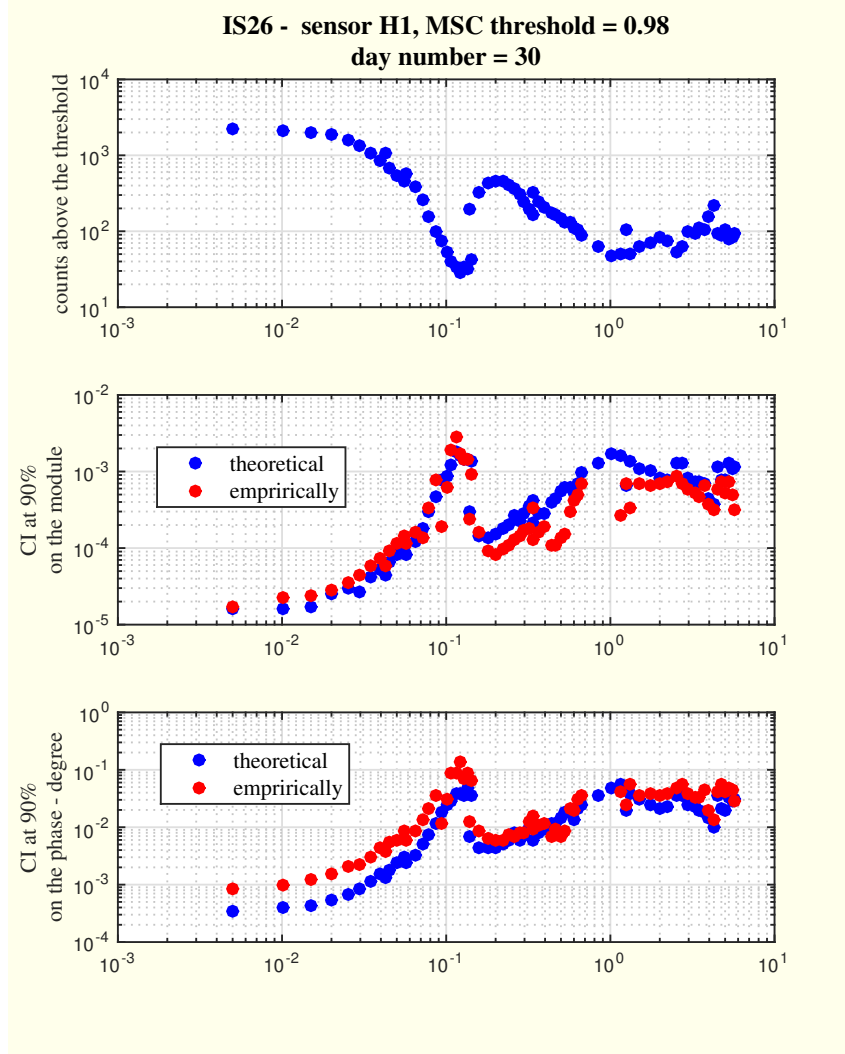 IS26 - sensor H1, MSC threshold = 0.98
day number = 30
counts above the threshold
10^4
10^3
10^2
10^1
10^-3
10^-2
10^-1
10^0
10^1
CI at 90%
on the module
10^-2
10^-3
10^-4
10^-5
theoretical
emprirically
10^-3
10^-2
10^-1
10^0
10^1
CI at 90%
on the phase - degree
10^0
10^-1
10^-2
10^-3
10^-4
theoretical
emprirically
10^-3
10^-2
10^-1
10^0
10^1